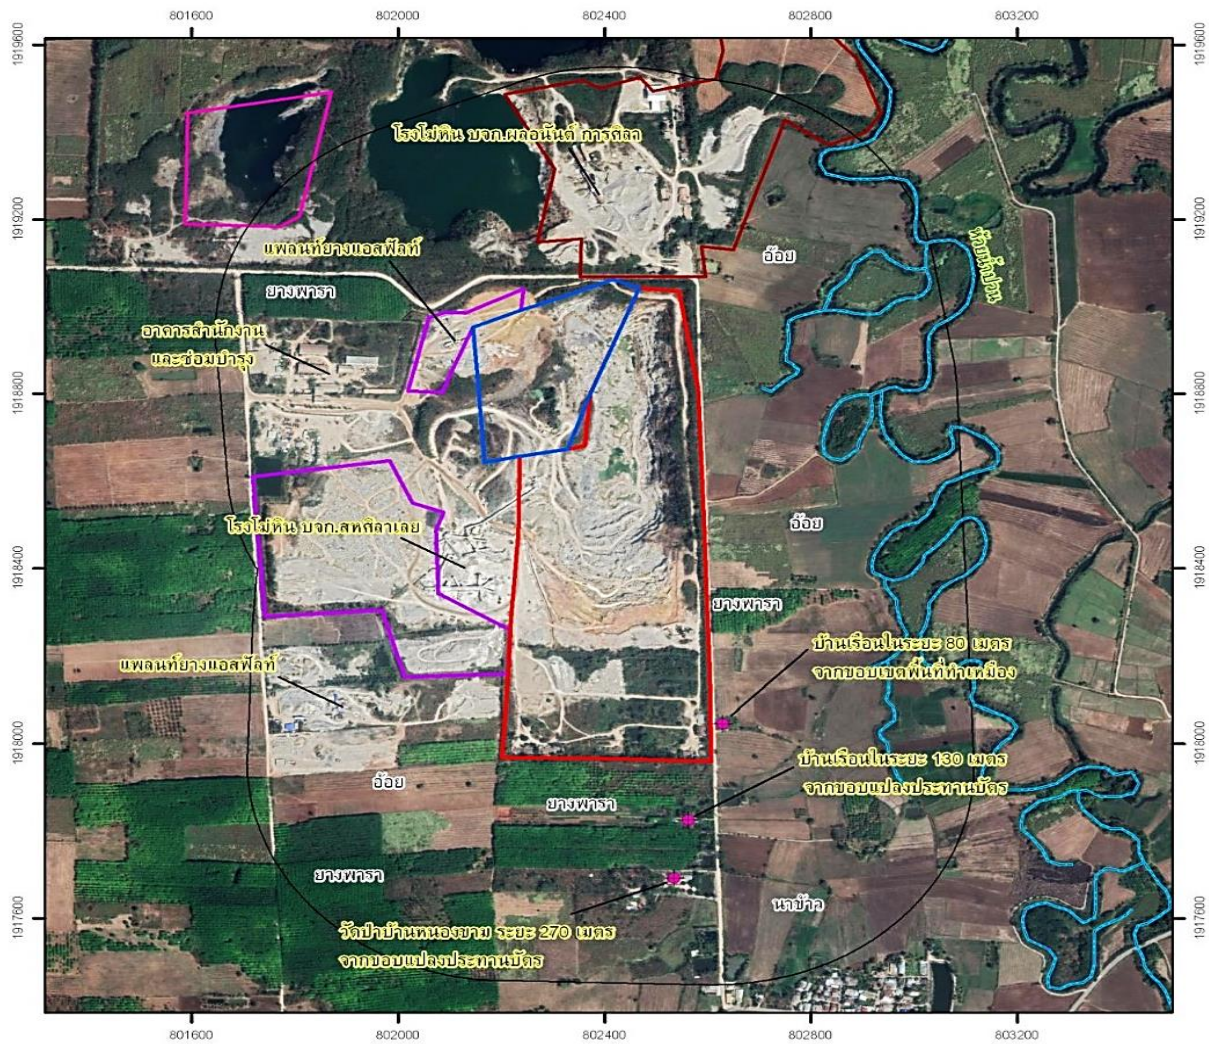 801600 802000 802400 802800 803200
1919600 1919600
โรงโม่หิน บจก.ผลอนันต์ การศิลา
1919200 1919200
แพลนท์ยางแอสฟัลท์
อ้อย
ห้วยน้ำปวน
ยางพารา
อาคารสำนักงาน
และซ่อมบำรุง
1918800 1918800
โรงโม่หิน บจก.สหศิลาเลย
อ้อย
1918400 1918400
ยางพารา
บ้านเรือนในระยะ 80 เมตร
จากขอบเขตพื้นที่ทำเหมือง
แพลนท์ยางแอสฟัลท์
1918000 1918000
บ้านเรือนในระยะ 130 เมตร
จากขอบแปลงประทานบัตร
อ้อย
ยางพารา
ยางพารา
นาข้าว
1917600 1917600
วัดป่าบ้านหนองขาม ระยะ 270 เมตร
จากขอบแปลงประทานบัตร
801600 802000 802400 802800 803200